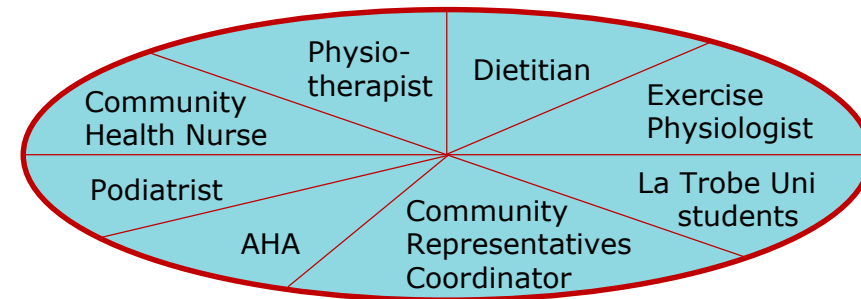 Physio-
therapist
Dietitian
Exercise
Physiologist
La Trobe Uni
students
Community
Representatives
Coordinator
AHA
Podiatrist
Community
Health Nurse